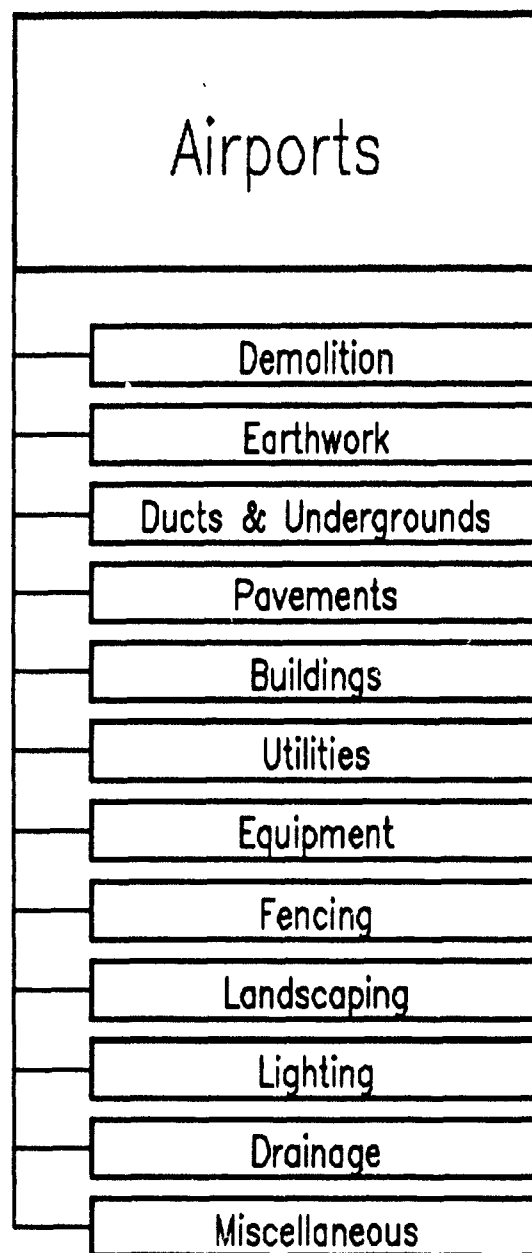 Airports
Demolition
Earthwork
Ducts & Undergrounds
Pavements
Buildings
Utilities
Equipment
Fencing
Landscaping
Lighting
Drainage
Miscellaneous